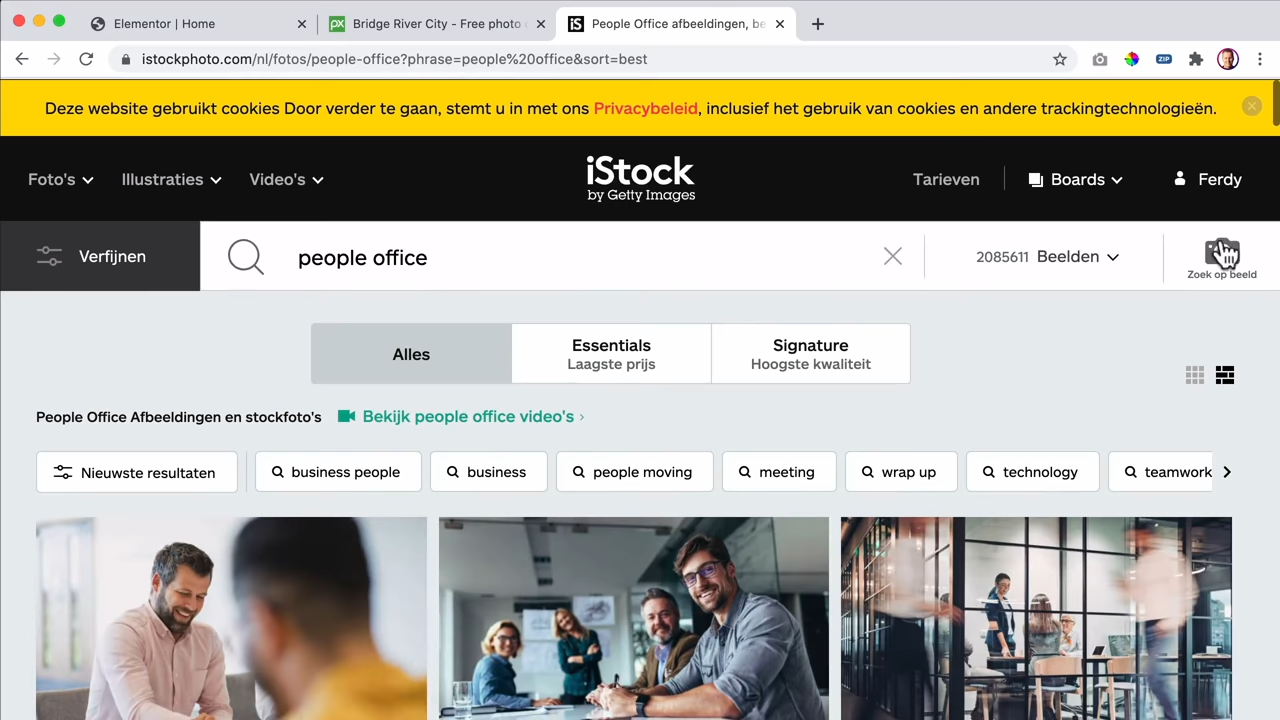 Elementor | Home
Bridge River City - Free photo
People Office afbeeldingen, be
istockphoto.com/nl/fotos/people-office?phrase=people%20office&sort=best
ZIP
Deze website gebruikt cookies Door verder te gaan, stemt u in met ons Privacybeleid, inclusief het gebruik van cookies en andere trackingtechnologieën.
Foto's
Illustraties
Video's
iStock
by Getty Images
Tarieven
Boards
Ferdy
Verfijnen
people office
2085611 Beelden
Zoek op beeld
Alles
Essentials
Laagste prijs
Signature
Hoogste kwaliteit
People Office Afbeeldingen en stockfoto's
Bekijk people office video's ›
Nieuwste resultaten
business people
business
people moving
meeting
wrap up
technology
teamwork